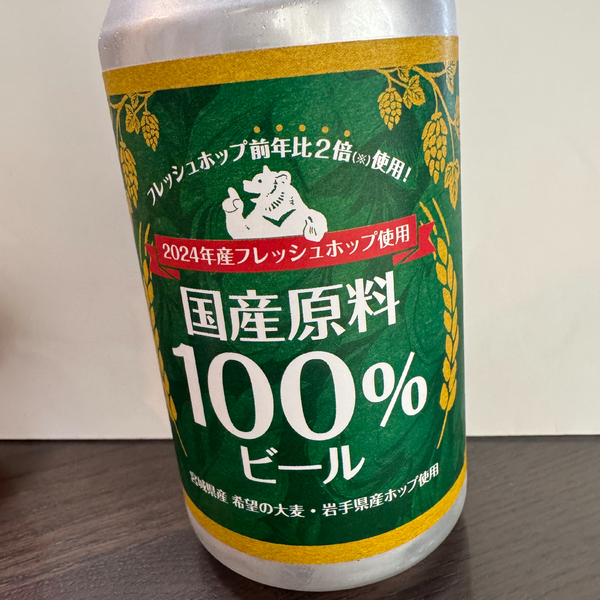 フレッシュホップ前年比2倍(※)使用！
2024年産フレッシュホップ使用
国産原料
100%
ビール
宮城県産 希望の大麦・岩手県産ホップ使用